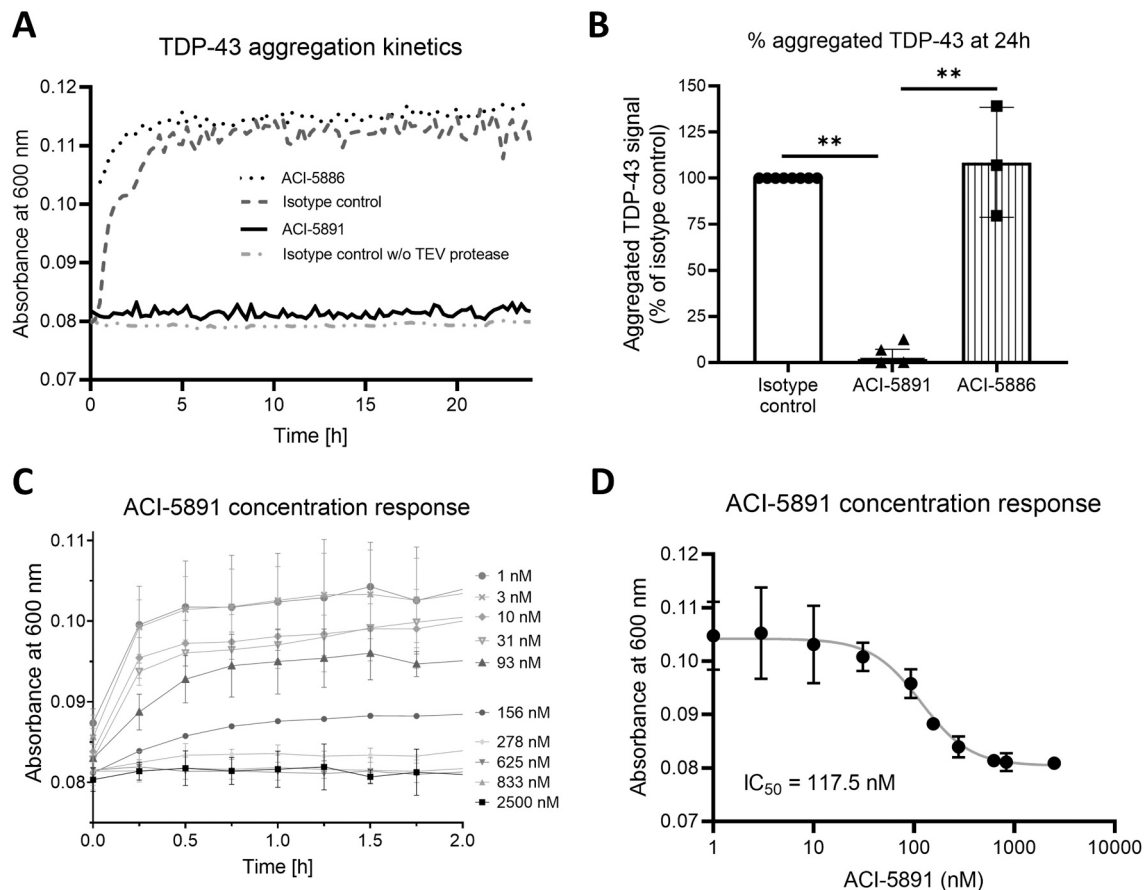 A
TDP-43 aggregation kinetics
0.12
0.11
0.10
0.09
0.08
0.07
Absorbance at 600 nm
ACI-5886
Isotype control
ACI-5891
Isotype control w/o TEV protease
0
5
10
15
20
Time [h]
B
% aggregated TDP-43 at 24h
150
125
100
75
50
25
0
Aggregated TDP-43 signal
(% of isotype control)
**
**
Isotype
control
ACI-5891
ACI-5886
C
ACI-5891 concentration response
0.11
0.10
0.09
0.08
Absorbance at 600 nm
1 nM
3 nM
10 nM
31 nM
93 nM
156 nM
278 nM
625 nM
833 nM
2500 nM
0.0
0.5
1.0
1.5
2.0
Time [h]
D
ACI-5891 concentration response
0.12
0.11
0.10
0.09
0.08
0.07
Absorbance at 600 nm
IC50 = 117.5 nM
1
10
100
1000
10000
ACI-5891 (nM)